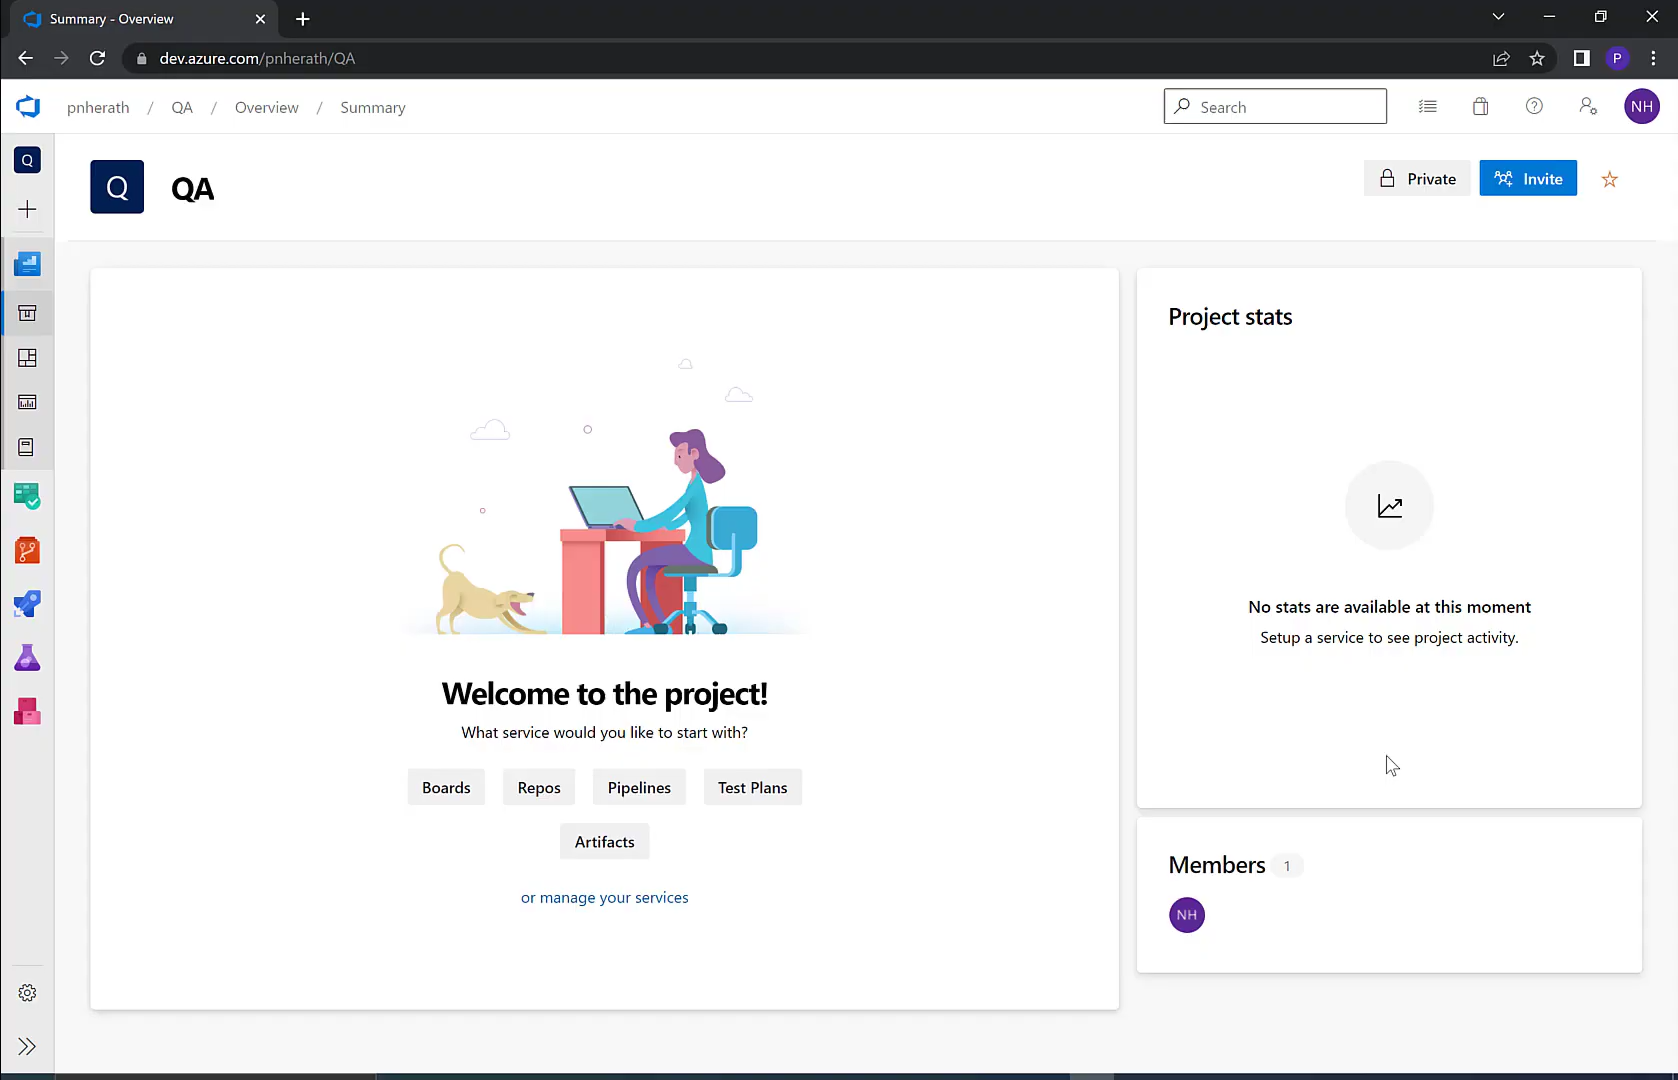 Summary - Overview
dev.azure.com/pnherath/QA
P
pnherath / QA / Overview / Summary
Search
NH
Q
Q
QA
Private
Invite
Project stats
No stats are available at this moment
Setup a service to see project activity.
Welcome to the project!
What service would you like to start with?
Boards
Repos
Pipelines
Test Plans
Artifacts
or manage your services
Members 1
NH